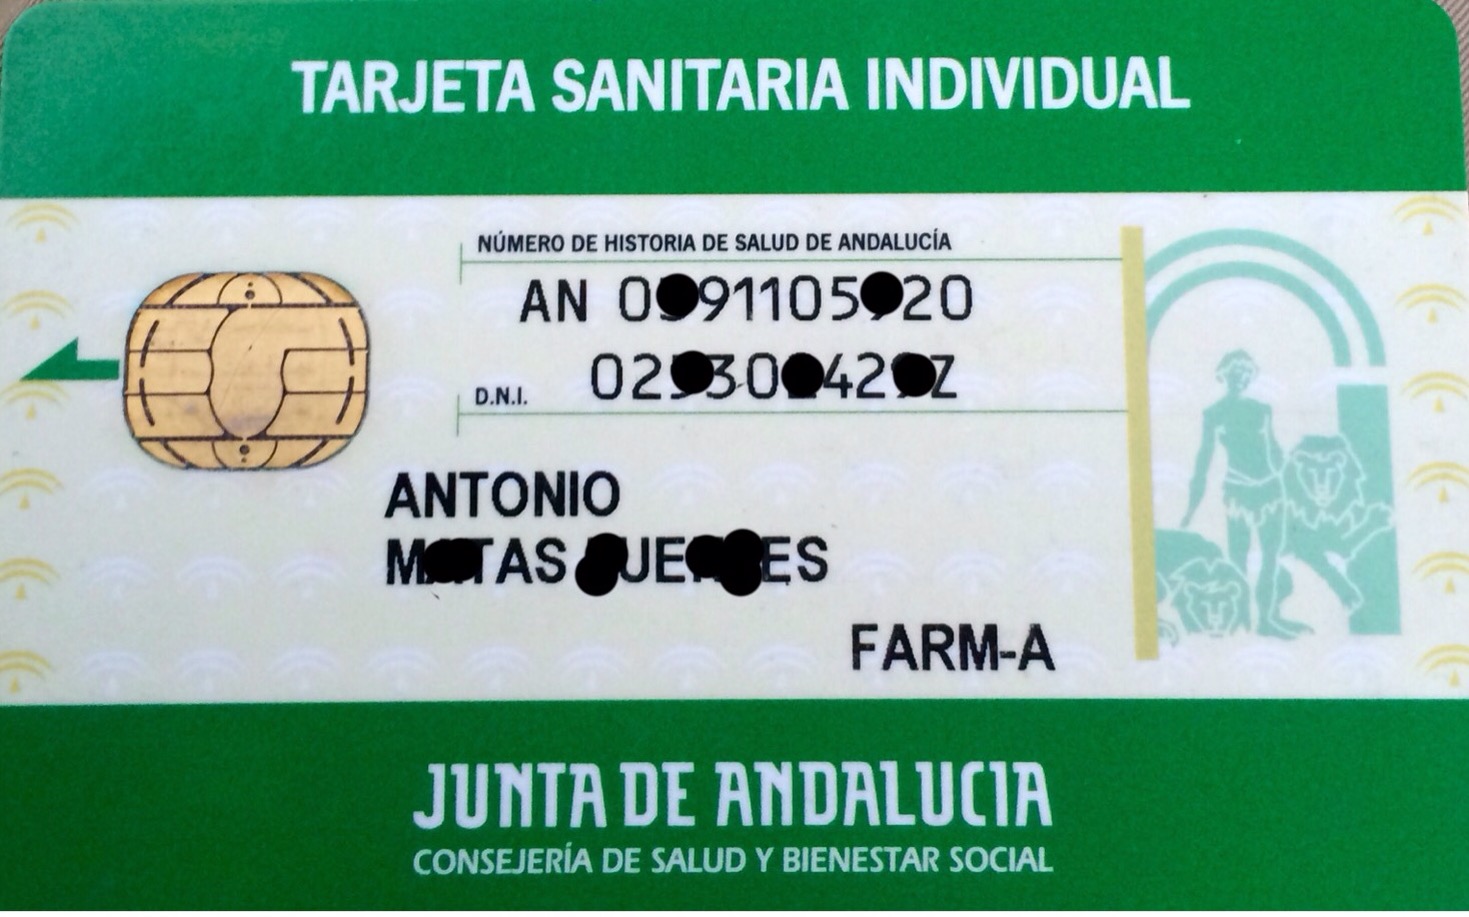 TARJETA SANITARIA INDIVIDUAL
NÚMERO DE HISTORIA DE SALUD DE ANDALUCÍA
AN
D.N.I.
ANTONIO
FARM-A
JUNTA DE ANDALUCIA
CONSEJERÍA DE SALUD Y BIENESTAR SOCIAL